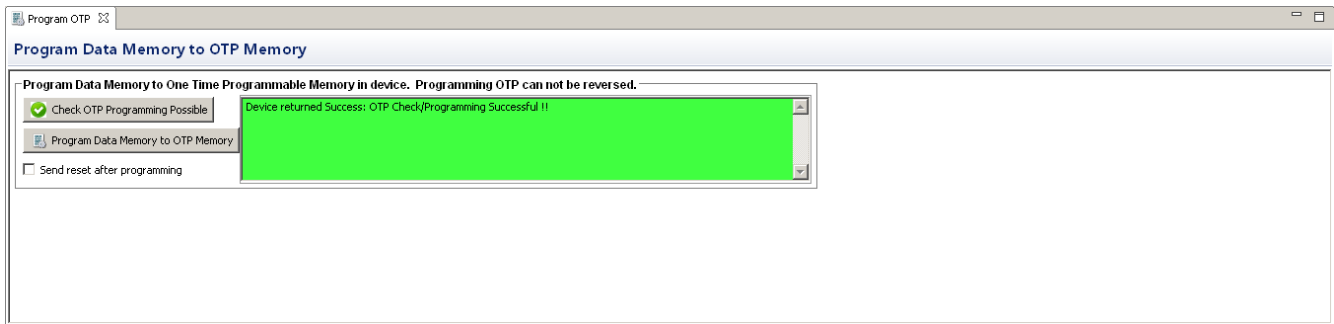 Program OTP
Program Data Memory to OTP Memory
Program Data Memory to One Time Programmable Memory in device. Programming OTP can not be reversed.
Check OTP Programming Possible
Device returned Success: OTP Check/Programming Successful !!
Program Data Memory to OTP Memory
Send reset after programming